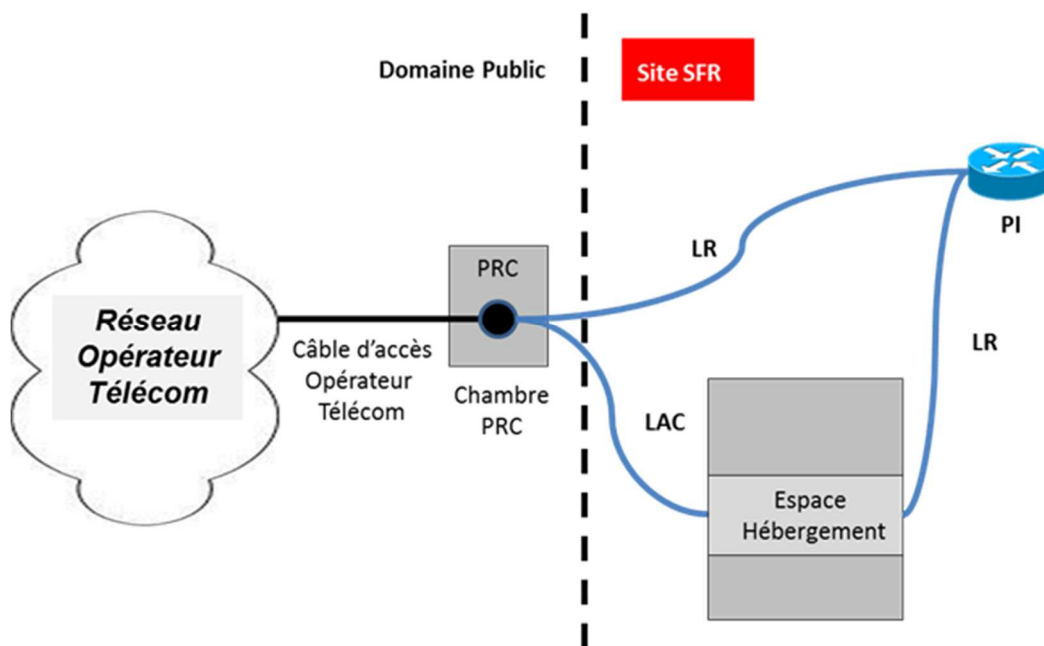 Domaine Public
Site SFR
PI
LR
PRC
Réseau
Opérateur
Télécom
Câble d'accès
Opérateur
Télécom
Chambre
PRC
LR
LAC
Espace
Hébergement